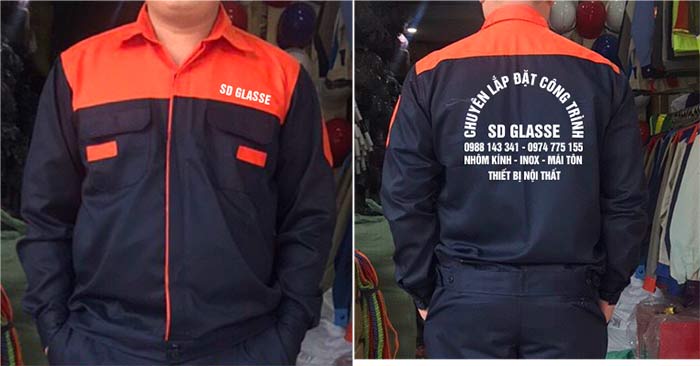 SD GLASSE
CHUYÊN LẮP ĐẶT CÔNG TRÌNH
SD GLASSE
0988 143 341 - 0974 775 155
NHÔM KÍNH - INOX - MÁI TÔN
THIẾT BỊ NỘI THẤT